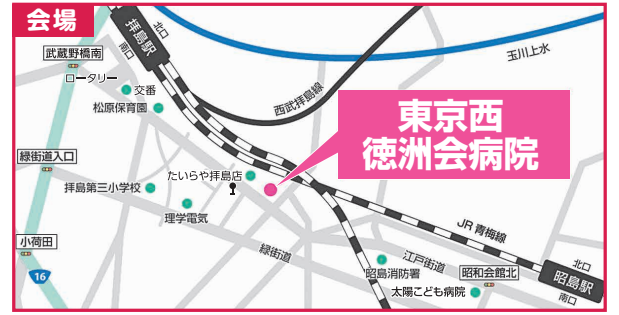 会場
拝島駅
北口
南口
武蔵野橋南
ロータリー
交番
松原保育園
西武拝島線
玉川上水
東京西
徳洲会病院
緑街道入口
たいらや拝島店
拝島第三小学校
理学電気
小荷田
16
緑街道
JR青梅線
江戸街道
昭島消防署
昭和会館北
太陽こども病院
北口
昭島駅
南口